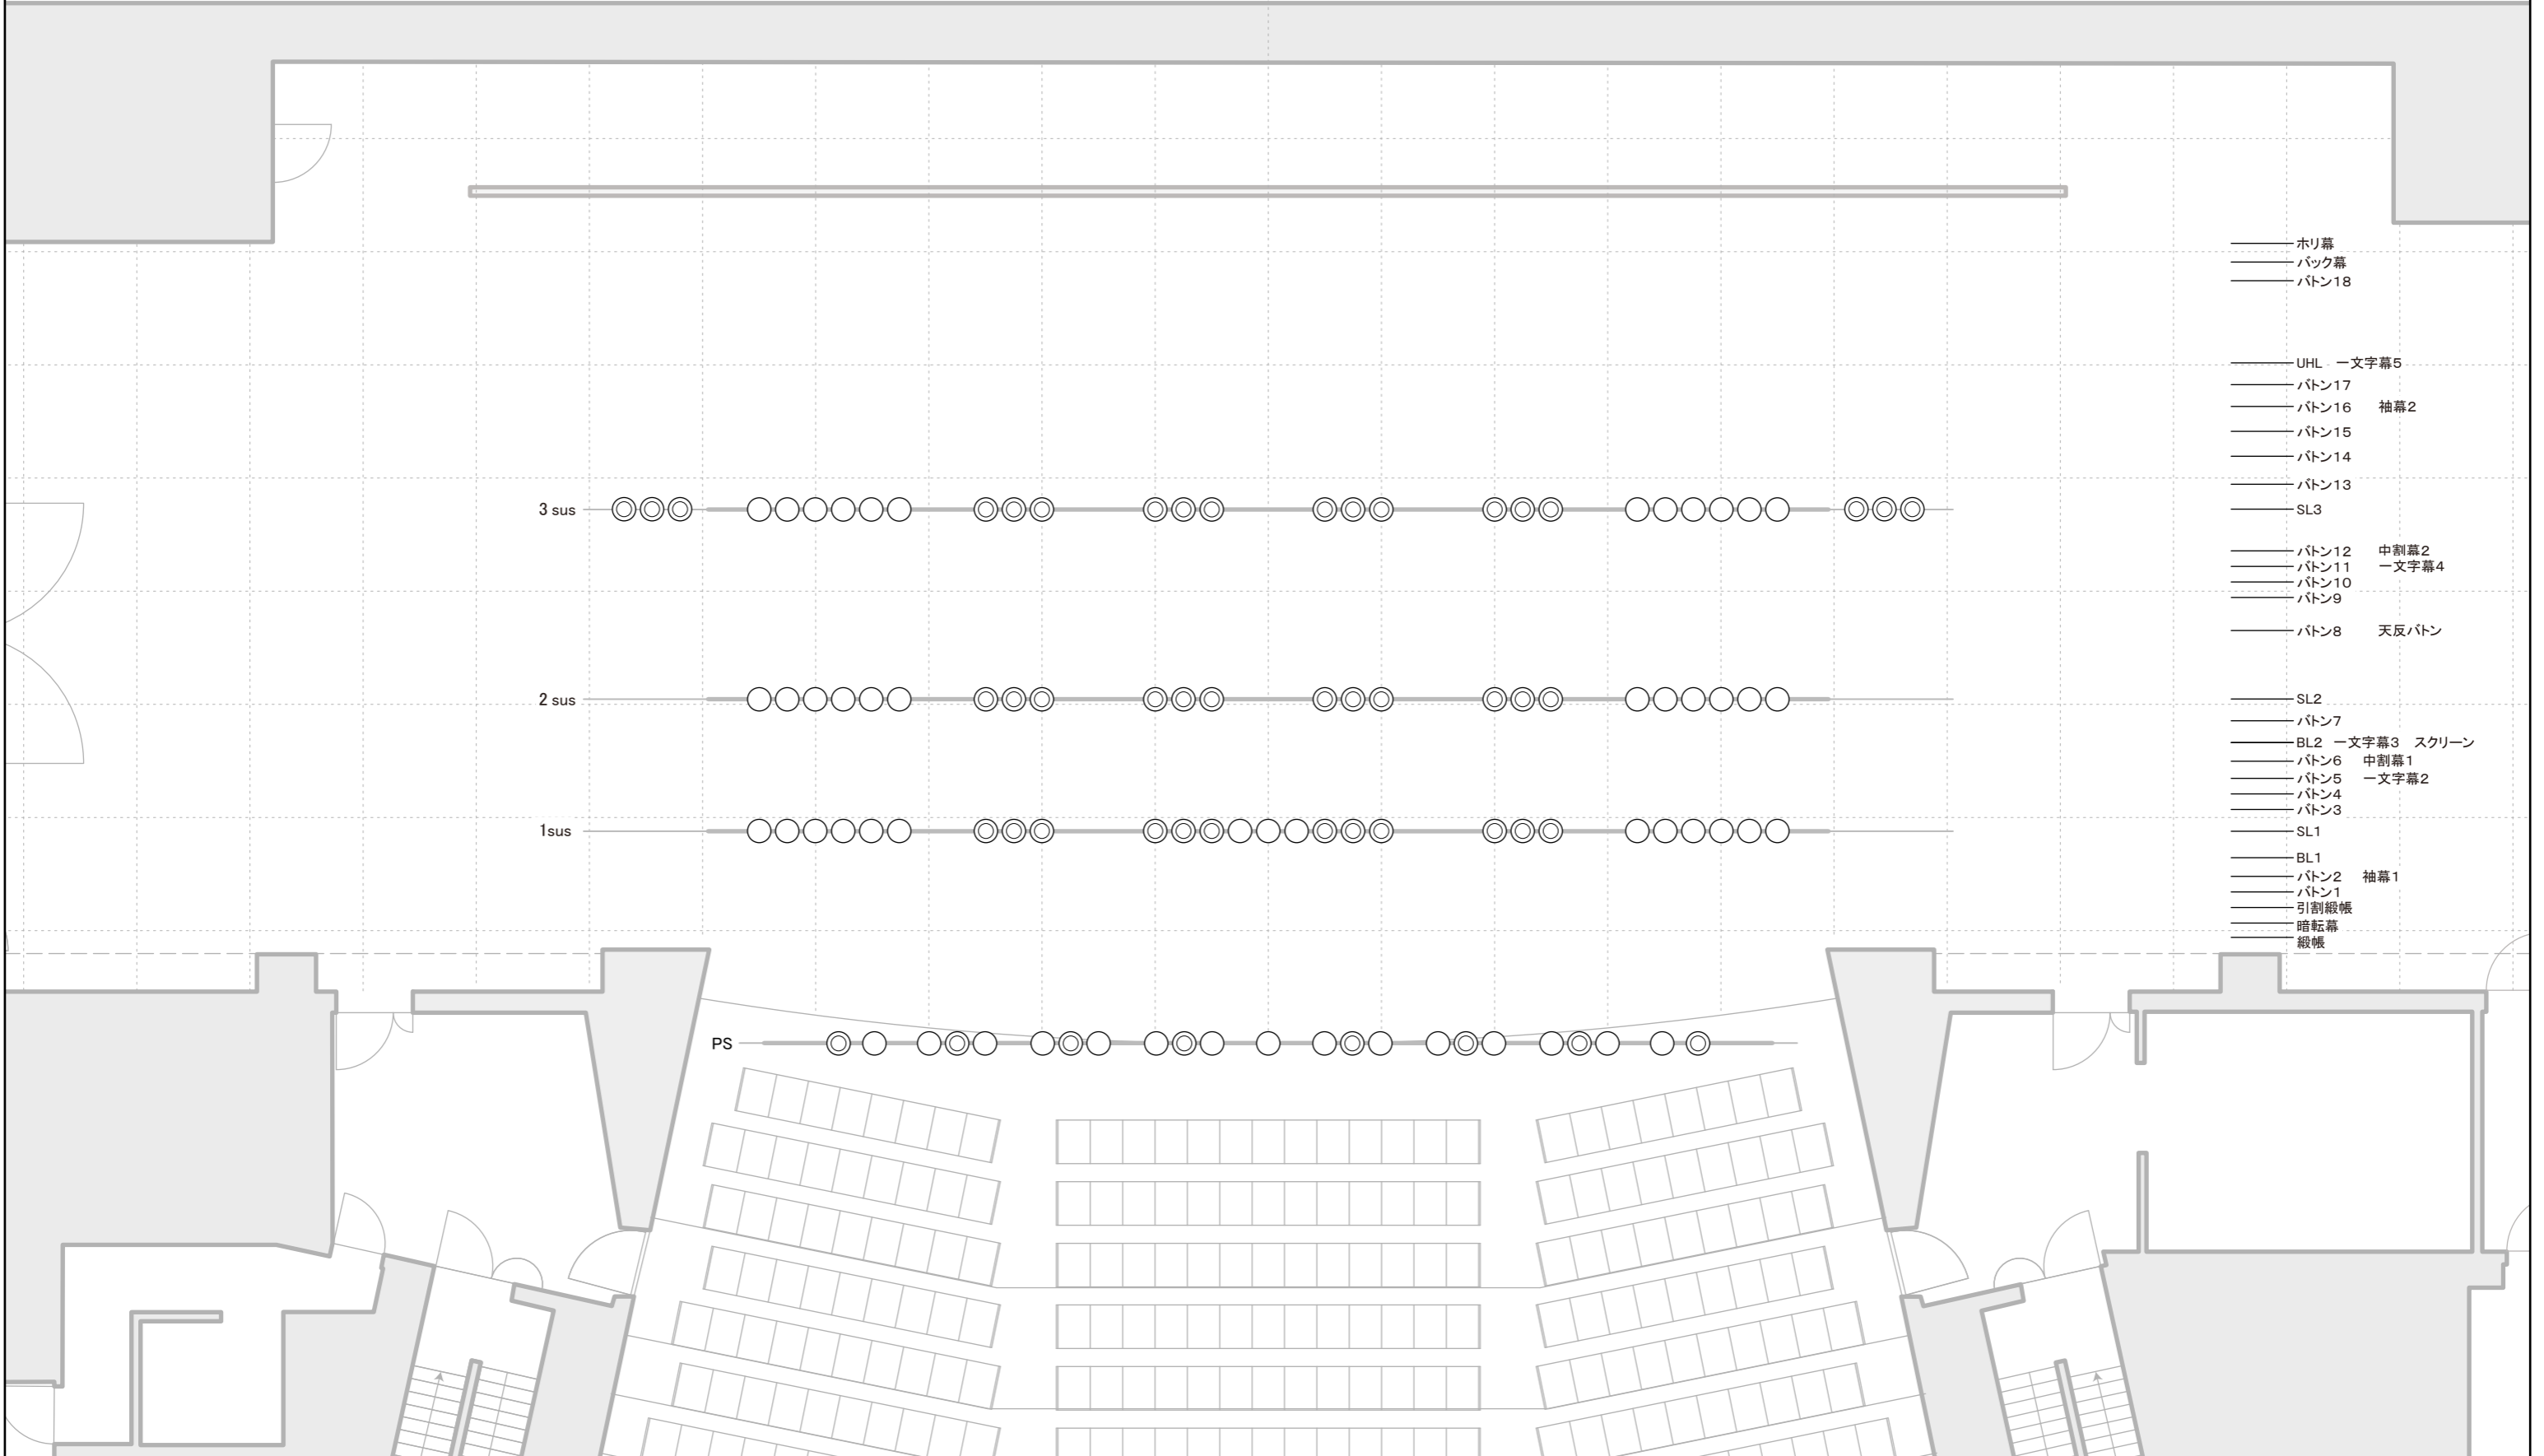 ホリ幕
バック幕
バトン18
UHL　一文字幕5
バトン17
バトン16　袖幕2
バトン15
バトン14
バトン13
3 sus
SL3
バトン12　中割幕2
バトン11　一文字幕4
バトン10
バトン9
バトン8　天反バトン
2 sus
SL2
バトン7
BL2　一文字幕3　スクリーン
バトン6　中割幕1
バトン5　一文字幕2
バトン4
バトン3
1sus
SL1
BL1
バトン2　袖幕1
バトン1
引割緞帳
暗転幕
緞帳
PS